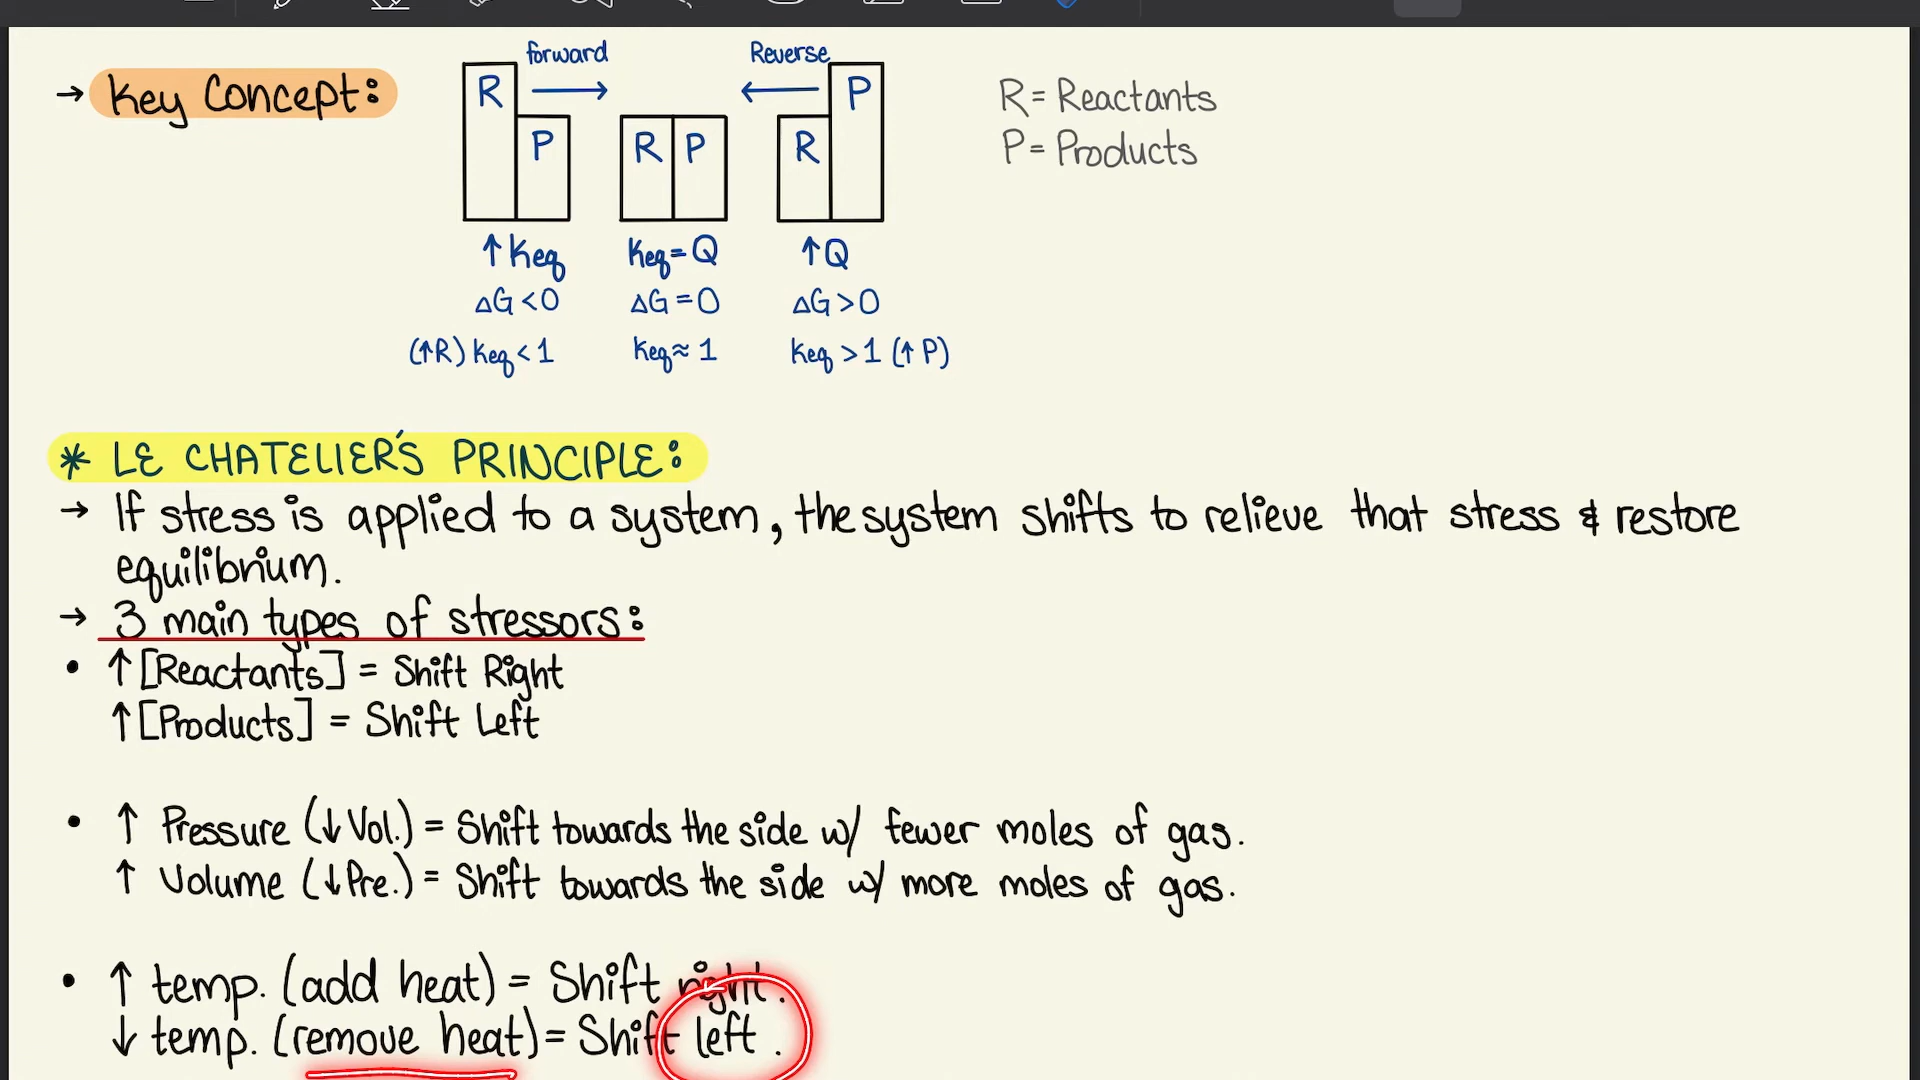 forward Reverse
→ Key Concept: R P R P R P R = Reactants
P = Products
↑Keq Keq = Q ↑Q
ΔG < 0 ΔG = 0 ΔG > 0
(↑R) Keq < 1 Keq ≈ 1 Keq > 1 (↑P)
* LE CHATELIER'S PRINCIPLE:
→ If stress is applied to a system, the system shifts to relieve that stress & restore
equilibrium.
→ 3 main types of stressors:
• ↑ [Reactants] = Shift Right
↑ [Products] = Shift Left
• ↑ Pressure (↓Vol.) = Shift towards the side w/ fewer moles of gas.
↑ Volume (↓Pre.) = Shift towards the side w/ more moles of gas.
• ↑ temp. (add heat) = Shift right.
↓ temp. (remove heat) = Shift left.